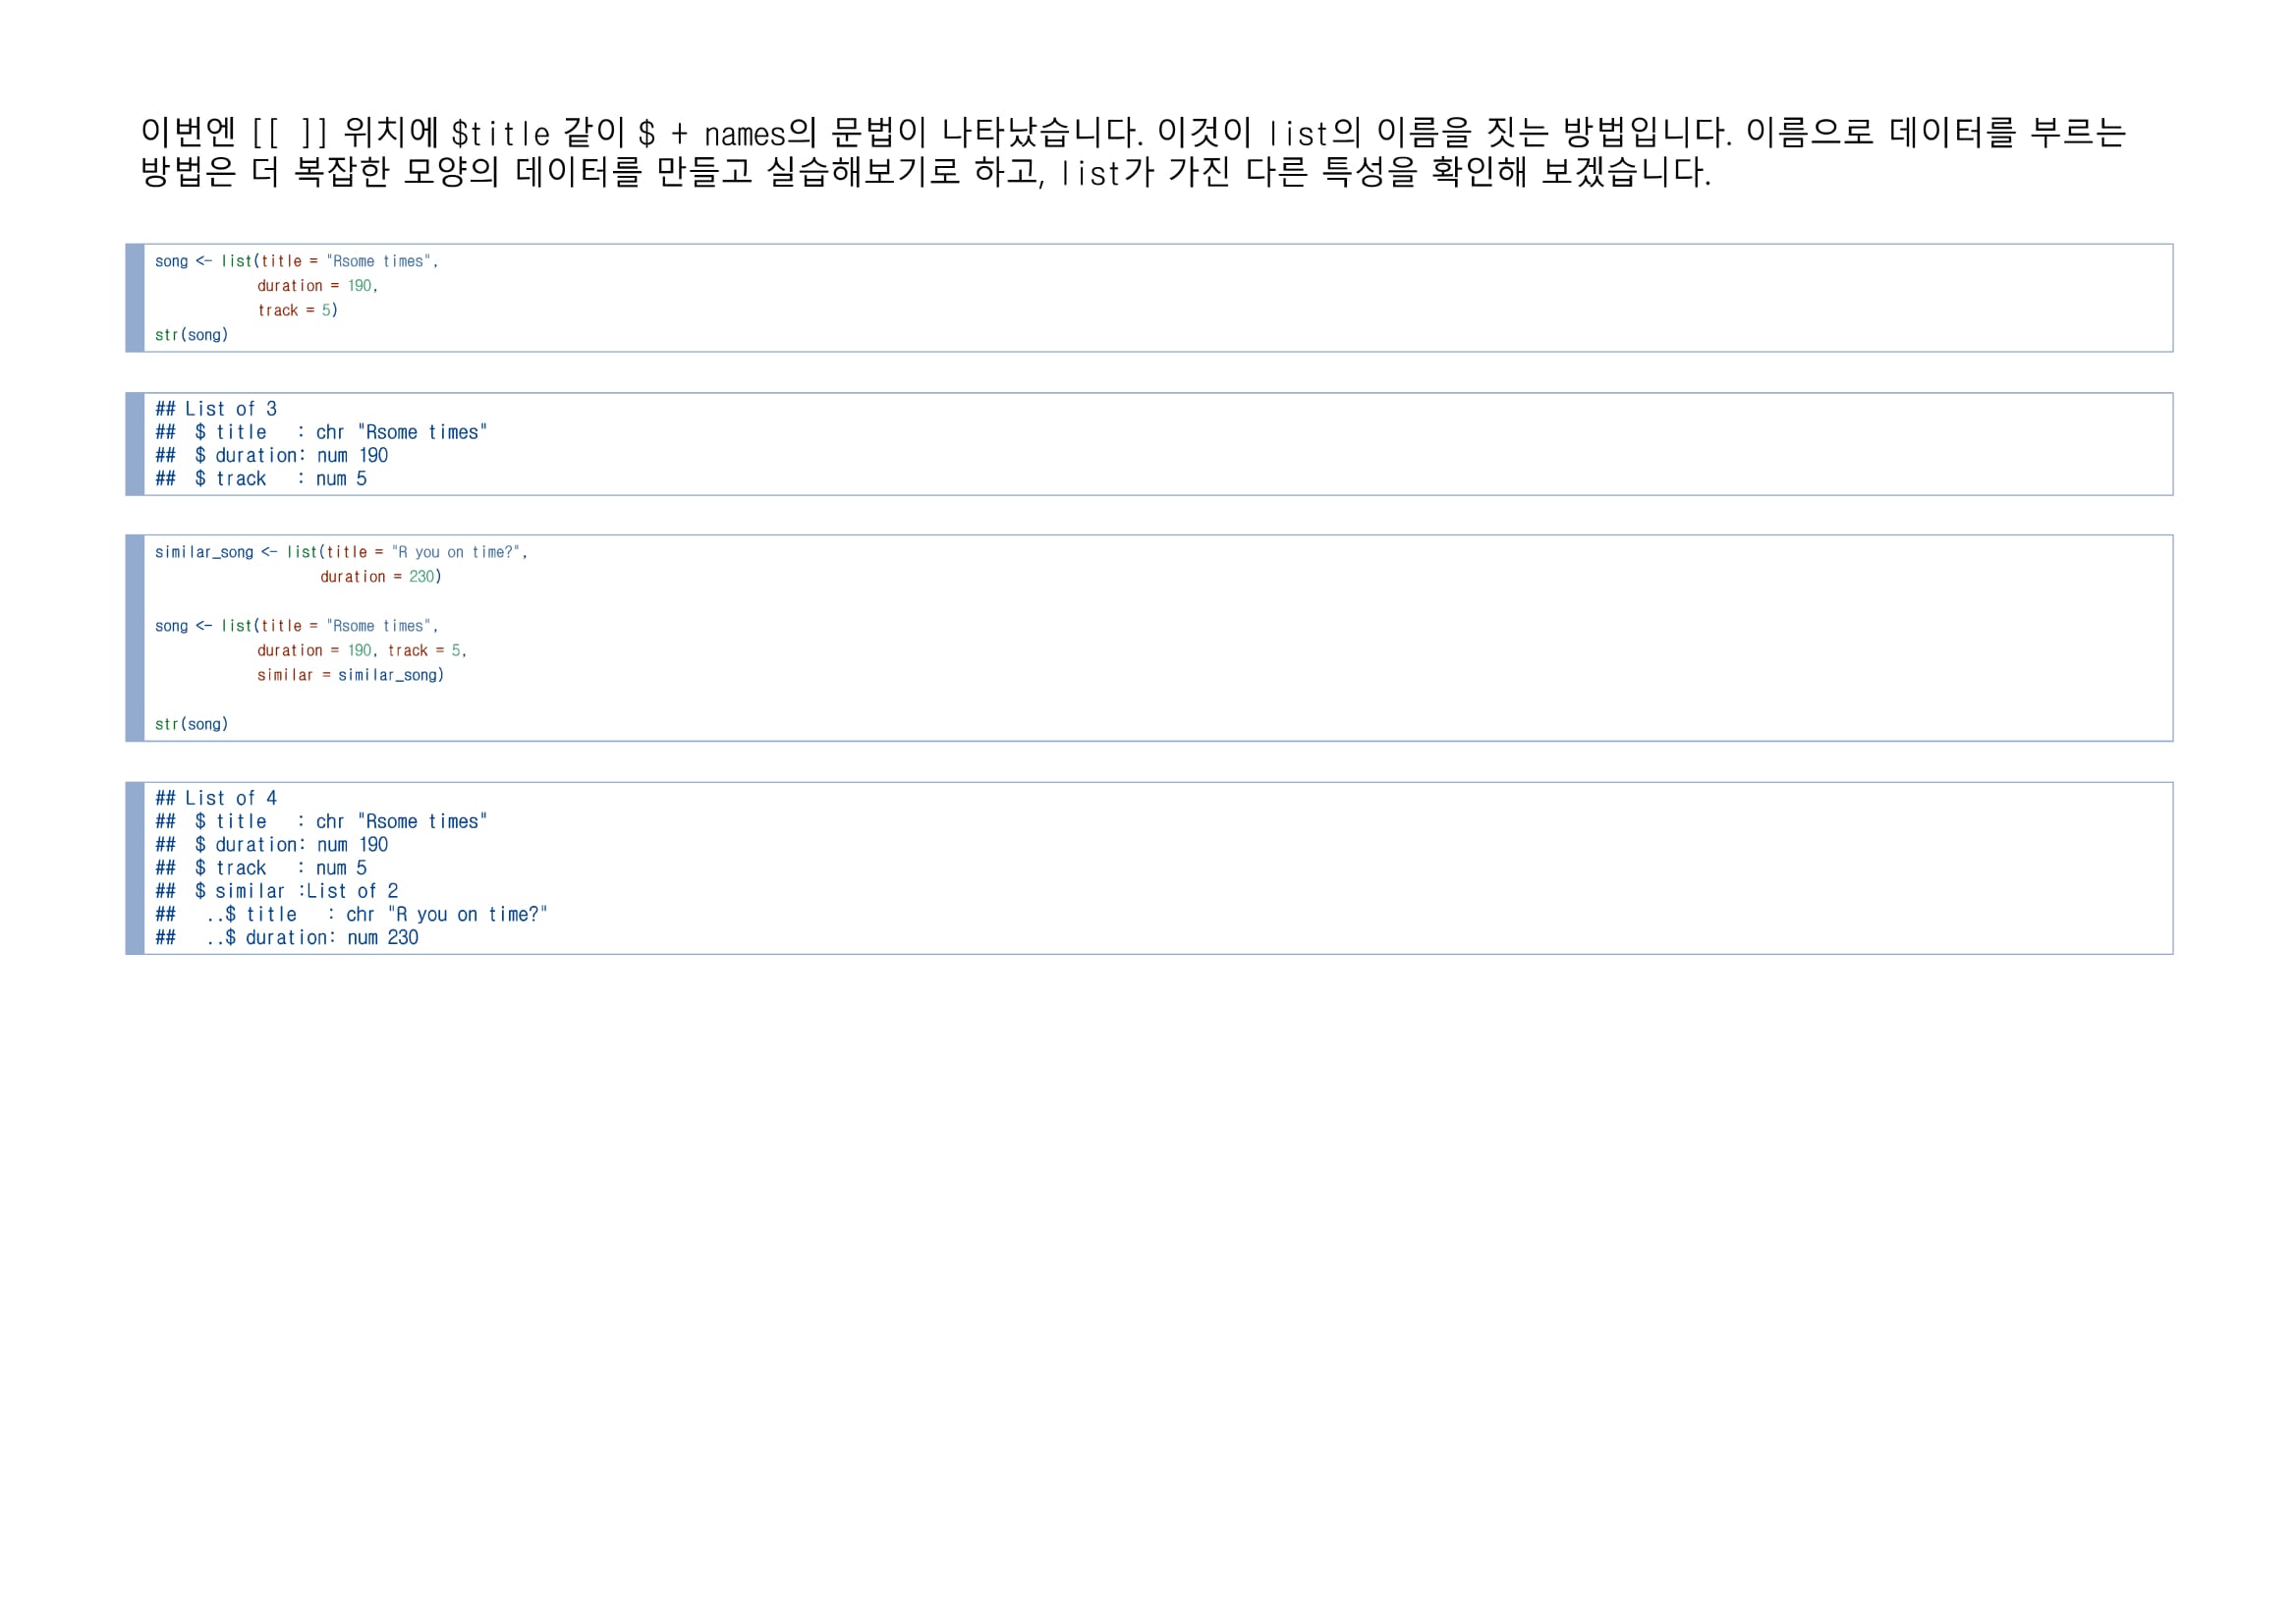 이번엔 [[ ]] 위치에 $title 같이 $ + names의 문법이 나타났습니다. 이것이 list의 이름을 짓는 방법입니다. 이름으로 데이터를 부르는
방법은 더 복잡한 모양의 데이터를 만들고 실습해보기로 하고, list가 가진 다른 특성을 확인해 보겠습니다.
song <- list(title = "Rsome times",
             duration = 190,
             track = 5)
str(song)
## List of 3
##  $ title   : chr "Rsome times"
##  $ duration: num 190
##  $ track   : num 5
similar_song <- list(title = "R you on time?",
                     duration = 230)
song <- list(title = "Rsome times",
             duration = 190, track = 5,
             similar = similar_song)
str(song)
## List of 4
##  $ title   : chr "Rsome times"
##  $ duration: num 190
##  $ track   : num 5
##  $ similar :List of 2
##   ..$ title   : chr "R you on time?"
##   ..$ duration: num 230